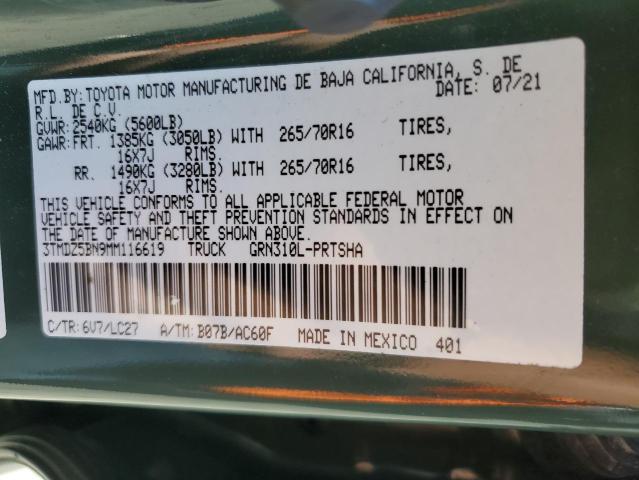 MFD.BY:TOYOTA MOTOR MANUFACTURING DE BAJA CALIFORNIA, S. DE
R.L. DE C.V. DATE: 07/21
GVWR:2540KG (5600LB)
GAWR:FRT. 1385KG (3050LB) WITH 265/70R16 TIRES,
16X7J RIMS.
RR. 1490KG (3280LB) WITH 265/70R16 TIRES,
16X7J RIMS.
THIS VEHICLE CONFORMS TO ALL APPLICABLE FEDERAL MOTOR
VEHICLE SAFETY AND THEFT PREVENTION STANDARDS IN EFFECT ON
THE DATE OF MANUFACTURE SHOWN ABOVE.
3TMDZ5BN9MM116619 TRUCK GRN310L-PRTSHA
C/TR:6V7/LC27 A/TM:B07B/AC60F MADE IN MEXICO 401